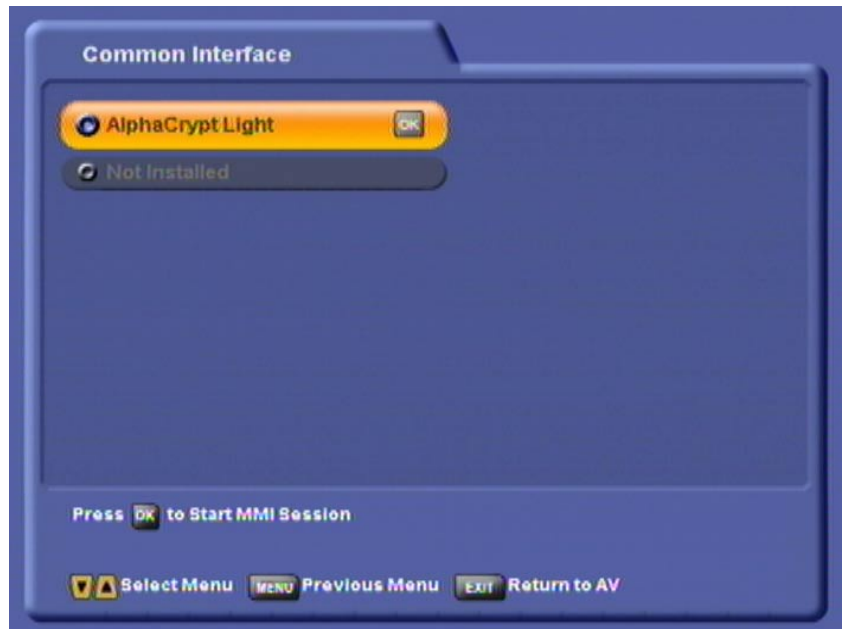 Common Interface
AlphaCrypt Light OK
Not Installed
Press OK to Start MMI Session
Select Menu MENU Previous Menu EXIT Return to AV